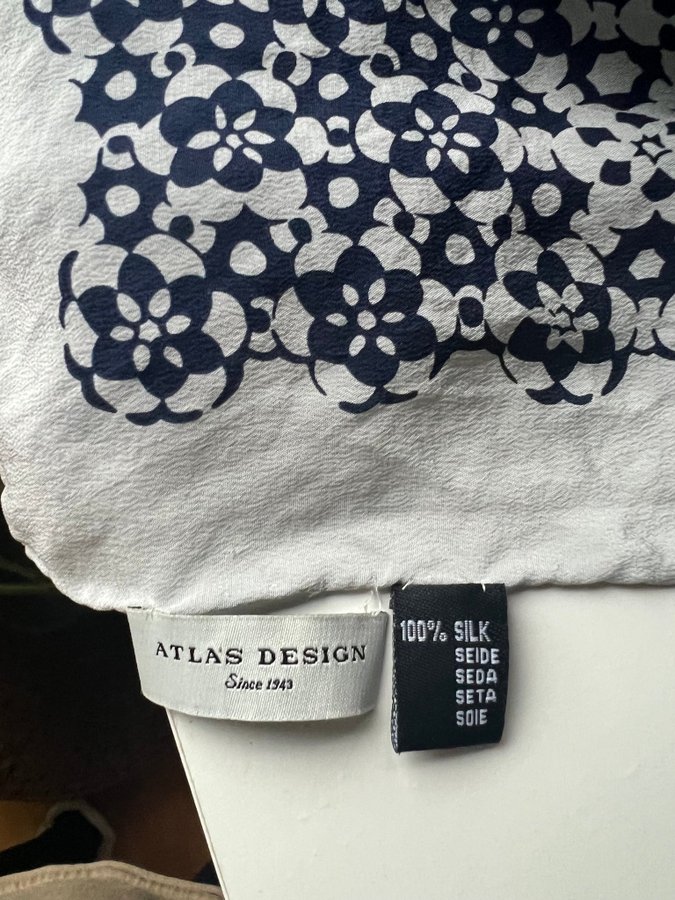 ATLAS DESIGN
Since 1943
100% SILK
SEIDE
SEDA
SETA
SOIE